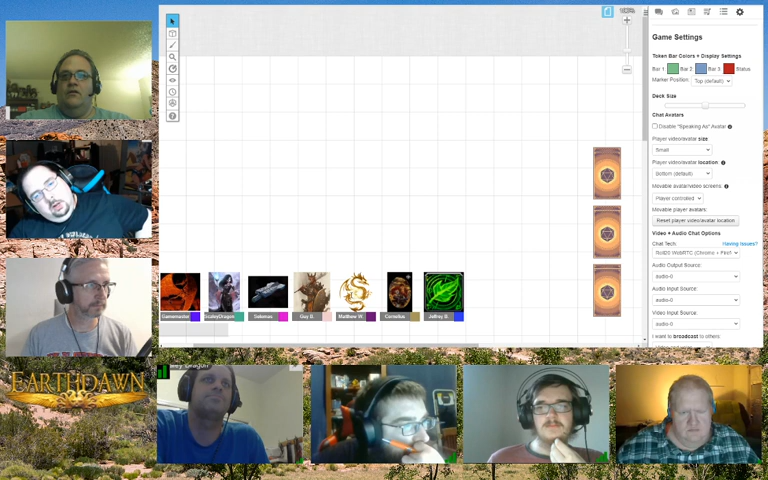 Game Settings
Token Bar Colors + Display Settings
Bar 1: Bar 2: Bar 3: Status
Marker Position: Top (default)
Deck Size
Chat Avatars
Disable "Speaking As" Avatar
Player video/avatar size
Small
Player video/avatar location
Bottom (default)
Movable avatar/video screens
Player controlled
Movable player avatars:
Reset player video/avatar location
Video + Audio Chat Options
Chat Tech: Having Issues?
Roll20 WebRTC (Chrome + Firef
Audio Output Source:
audio-0
Audio Input Source:
audio-0
Video Input Source:
audio-0
I want to broadcast to others:
Gamemaster
ScaleyDragon
Guy B.
Matthew W.
Cornelius
Jeffrey B.
EARTHDAWN